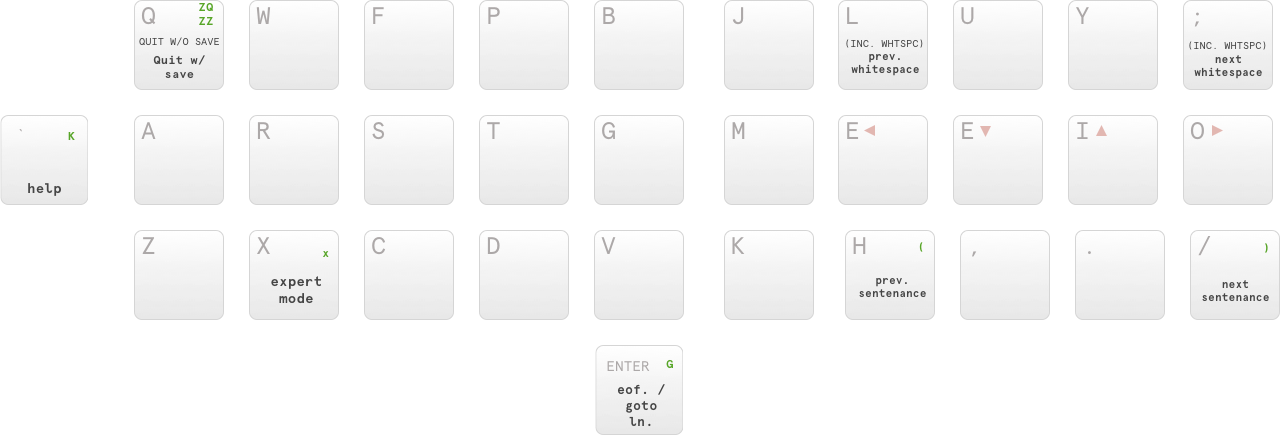 Q ZQ
ZZ
QUIT W/O SAVE
Quit w/
save
W
F
P
B
J
L
(INC. WHTSPC)
prev.
whitespace
U
Y
;
(INC. WHTSPC)
next
whitespace
` K
help
A
R
S
T
G
M
E ◀
E ▼
I ▲
O ▶
Z
X x
expert
mode
C
D
V
K
H (
prev.
sentenance
,
.
/ )
next
sentenance
ENTER G
eof. /
goto
ln.